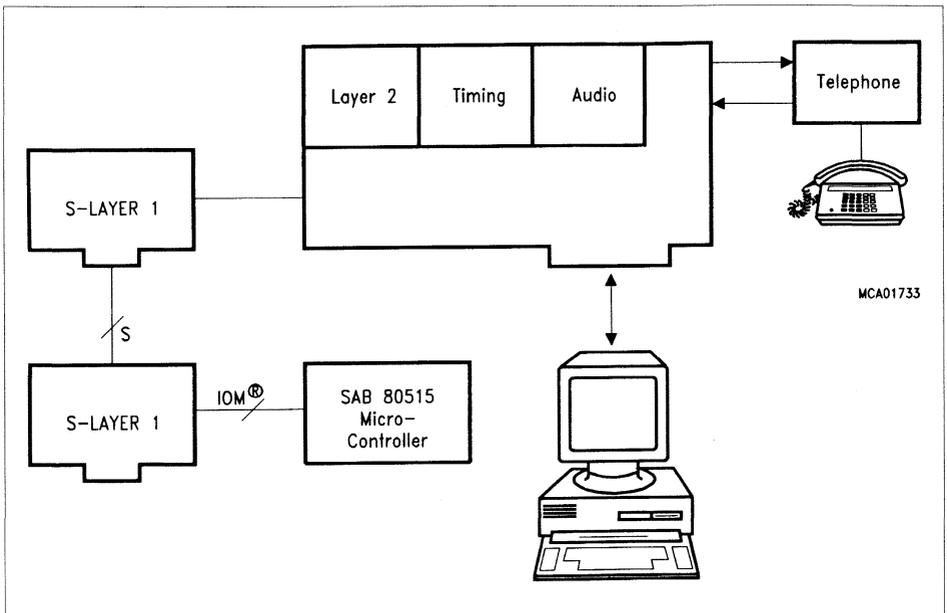 Layer 2
Timing
Audio
Telephone
S-LAYER 1
MCA01733
S
S-LAYER 1
IOM®
SAB 80515
Micro-
Controller